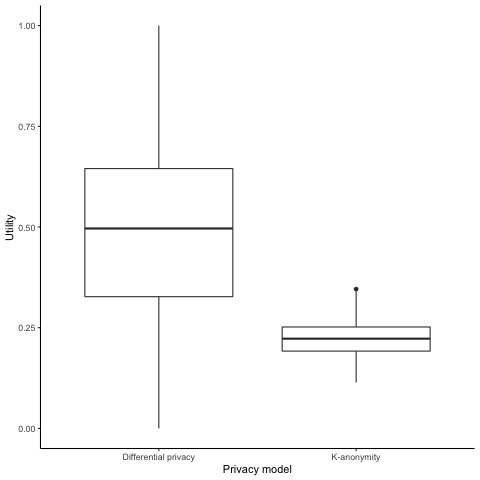 1.00
0.75
0.50
0.25
0.00
Utility
Differential privacy
K-anonymity
Privacy model